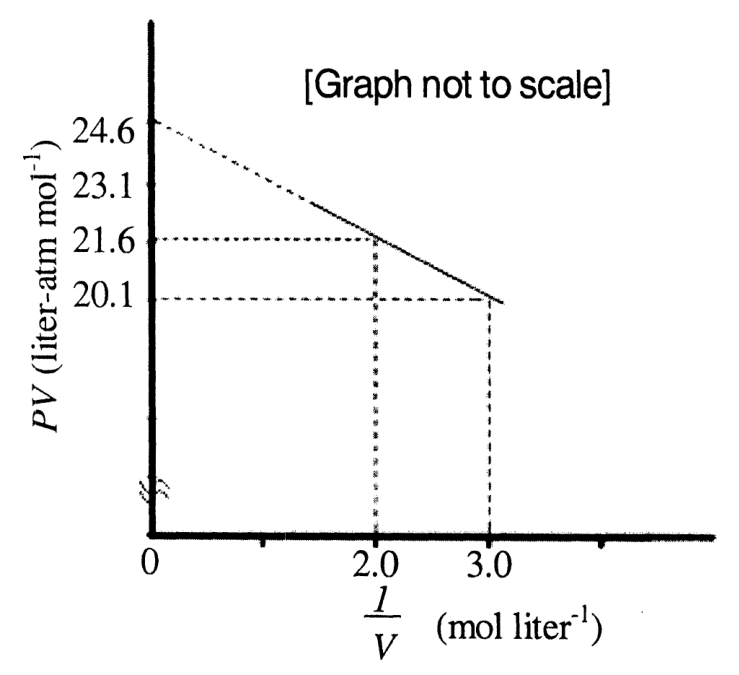 [Graph not to scale]
24.6
23.1
21.6
20.1
PV (liter-atm mol⁻¹)
0
2.0
3.0
1/V (mol liter⁻¹)